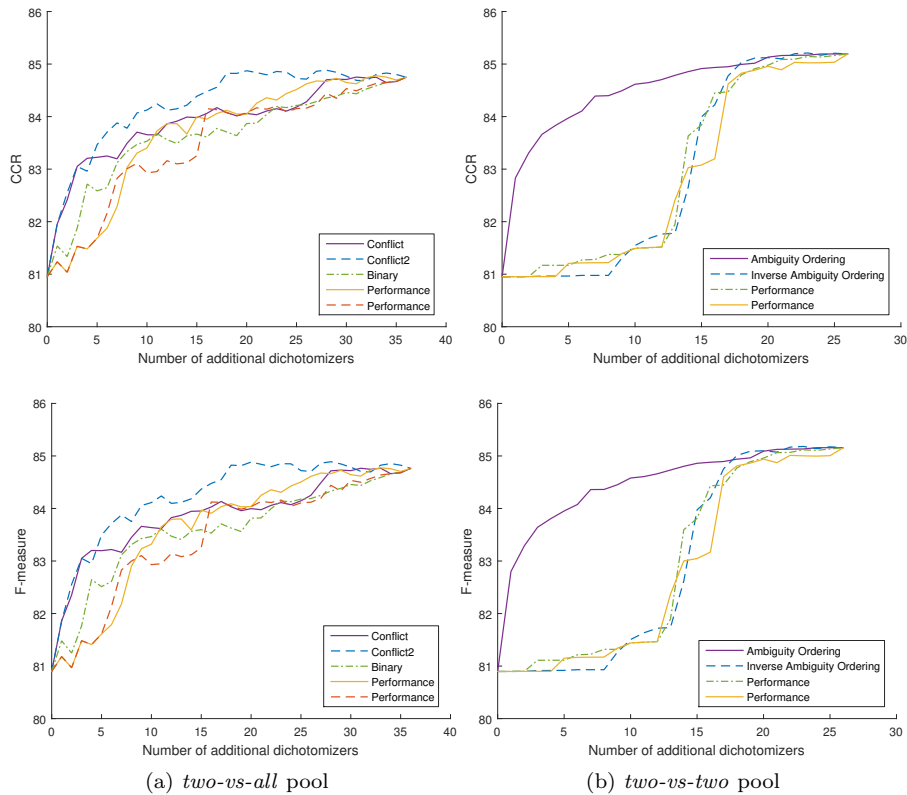 86
85
84
83
82
81
80
CCR
0 5 10 15 20 25 30 35 40
Number of additional dichotomizers
Conflict
Conflict2
Binary
Performance
Performance
86
85
84
83
82
81
80
CCR
0 5 10 15 20 25 30
Number of additional dichotomizers
Ambiguity Ordering
Inverse Ambiguity Ordering
Performance
Performance
86
85
84
83
82
81
80
F-measure
0 5 10 15 20 25 30 35 40
Number of additional dichotomizers
Conflict
Conflict2
Binary
Performance
Performance
86
85
84
83
82
81
80
F-measure
0 5 10 15 20 25 30
Number of additional dichotomizers
Ambiguity Ordering
Inverse Ambiguity Ordering
Performance
Performance
(a) two-vs-all pool
(b) two-vs-two pool